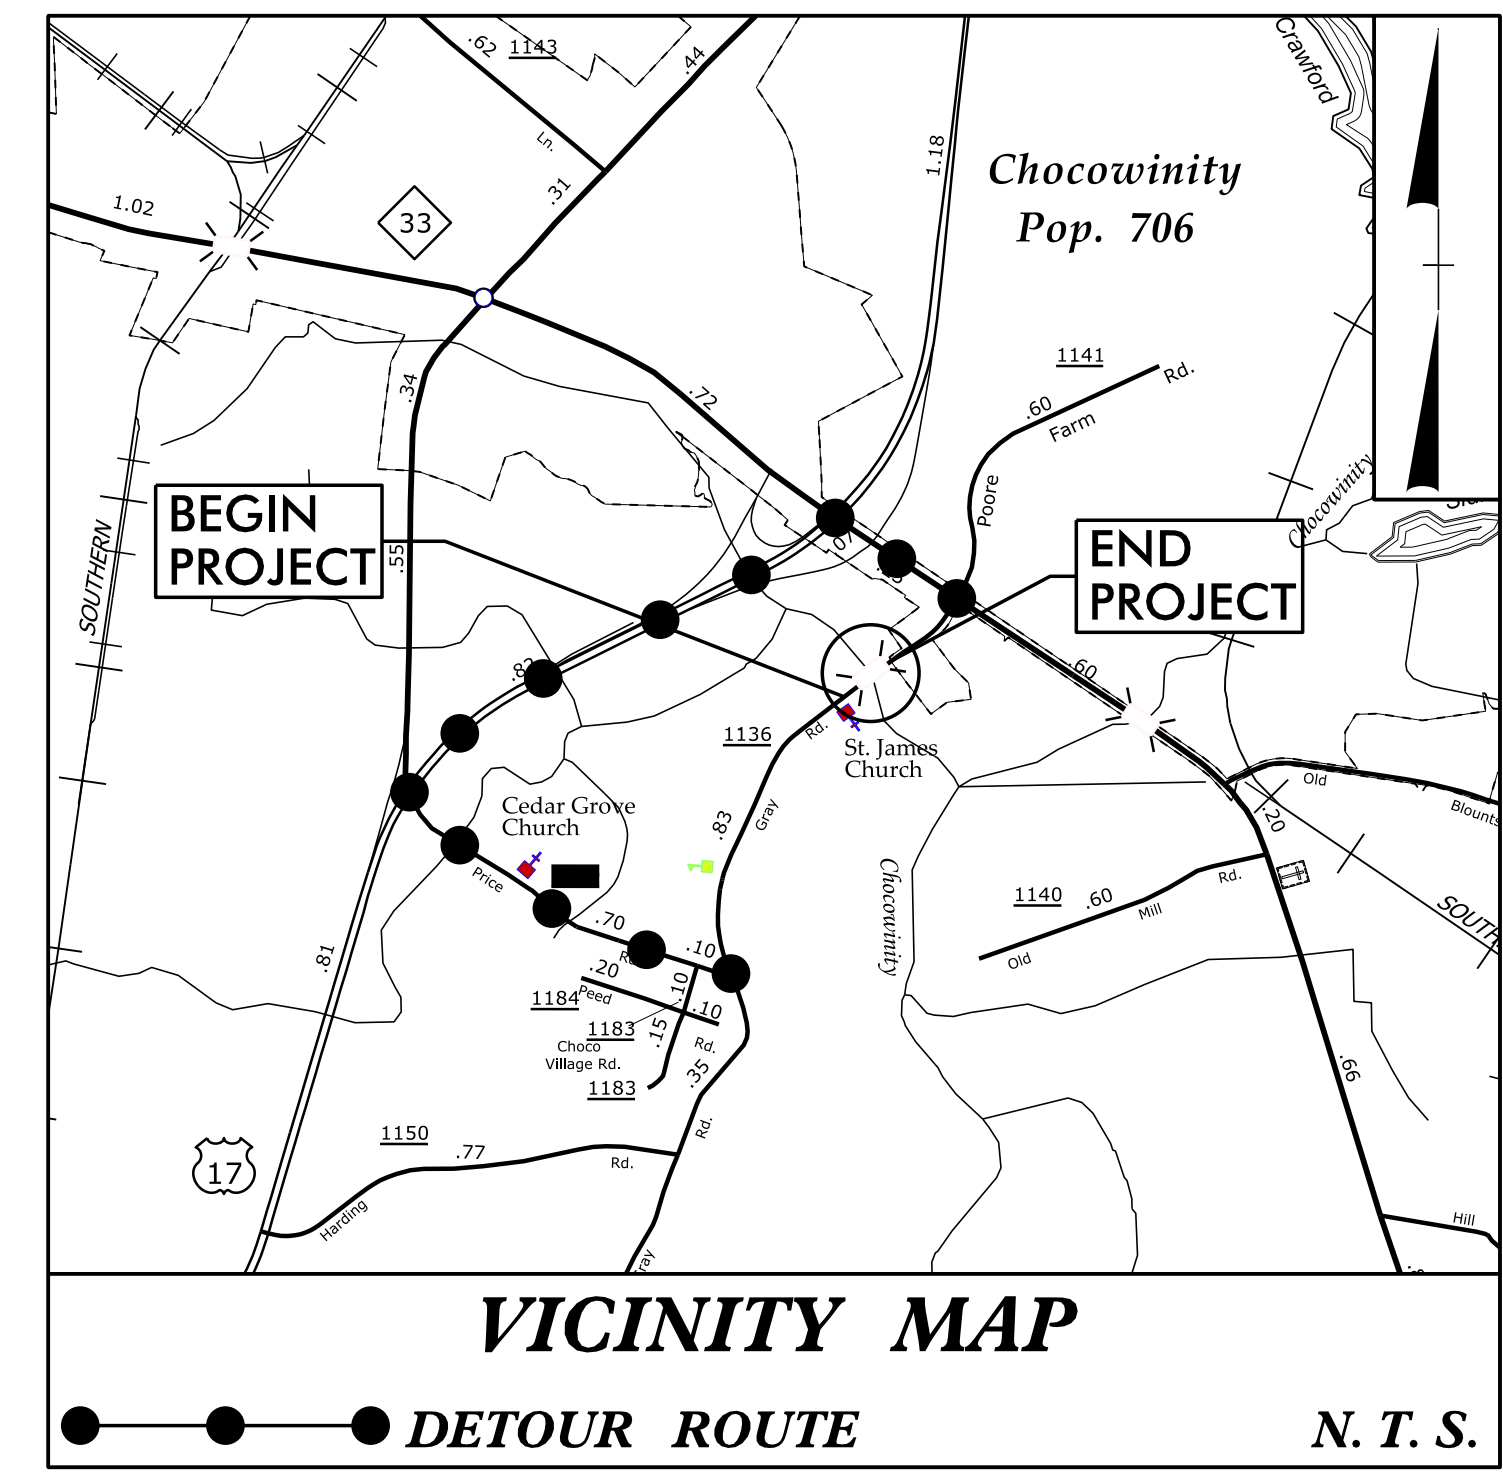 .62
1143
.44
Crawford
Ln.
1.18
.31
Chocowinity
Pop. 706
1.02
33
.34
.72
1141
Rd.
.60
Farm
Poore
Chocowinity
BEGIN
PROJECT
.55
SOUTHERN
END
PROJECT
.60
1136
Rd.
St. James
Church
Old
Blounts
.20
Cedar Grove
Church
.83
Gray
Price
Chocowinity
1140
.60
Rd.
Mill
Old
.70
.10
.20
Peed
.10
1184
.10
1183
.15
Choco
Village Rd.
Rd.
1183
.35
.81
.66
Rd.
1150
.77
Rd.
17
Harding
Hill
VICINITY MAP
DETOUR ROUTE
N. T. S.